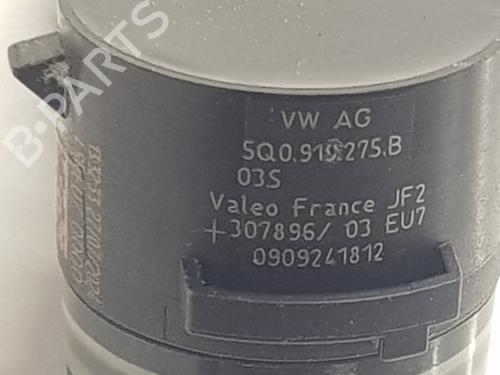 B-PARTS
VW AG
5Q0.919.275.B
03S
Valeo France JF2
+307896/ 03 EU7
0909241812